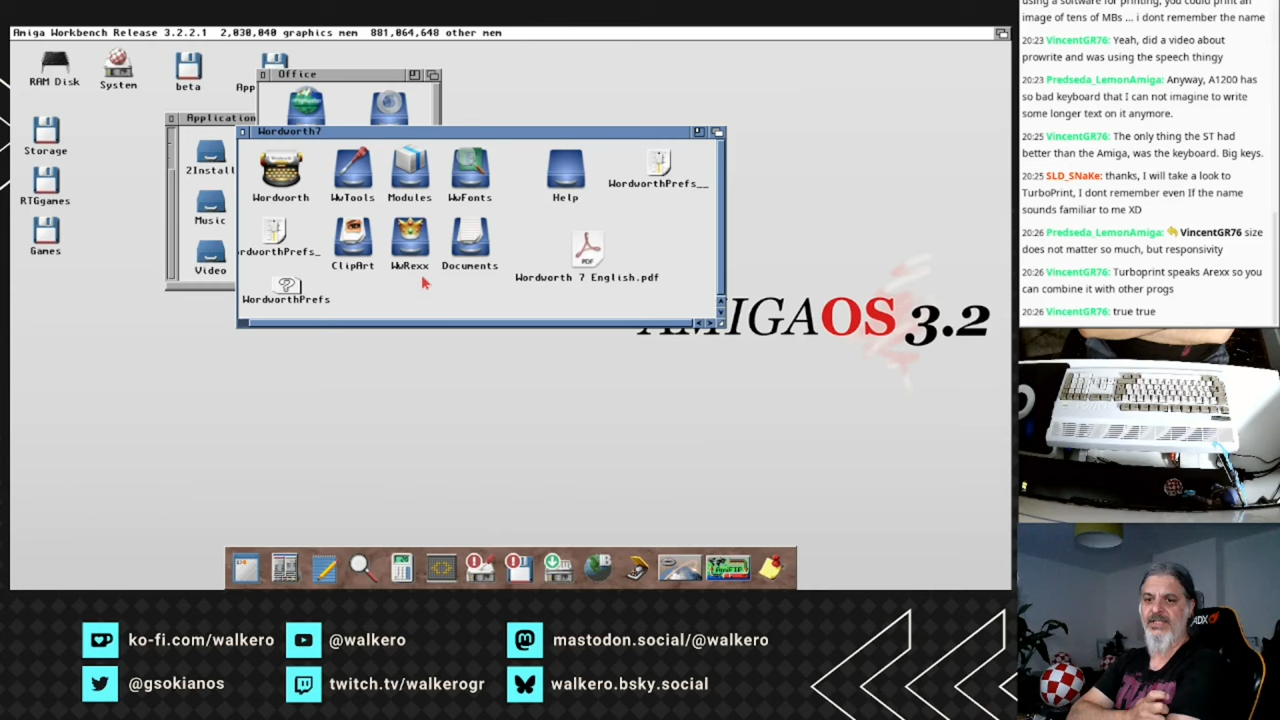 Amiga Workbench Release 3.2.2.1 2,030,040 graphics mem 881,064,648 other mem
RAM Disk
System
beta
App
Storage
RTGgames
Games
Office
Application
2Install
Music
Video
Wordworth7
Wordworth
WwTools
Modules
WwFonts
Help
WordworthPrefs__
ordworthPrefs_
ClipArt
WwRexx
Documents
PDF
Wordworth 7 English.pdf
WordworthPrefs
AMIGAOS 3.2
using a software for printing, you could print an
image of tens of MBs ... i dont remember the name
20:23 VincentGR76: Yeah, did a video about
prowrite and was using the speech thingy
20:23 Predseda_LemonAmiga: Anyway, A1200 has
so bad keyboard that I can not imagine to write
some longer text on it anymore.
20:25 VincentGR76: The only thing the ST had
better than the Amiga, was the keyboard. Big keys.
20:25 SLD_SNaKe: thanks, I will take a look to
TurboPrint, I dont remember even If the name
sounds familiar to me XD
20:26 Predseda_LemonAmiga: VincentGR76 size
does not matter so much, but responsivity
20:26 Predseda_LemonAmiga: Turboprint speaks Arexx so you
can combine it with other progs
20:26 VincentGR76: true true
ADX
ko-fi.com/walkero
@walkero
mastodon.social/@walkero
@gsokianos
twitch.tv/walkerogr
walkero.bsky.social